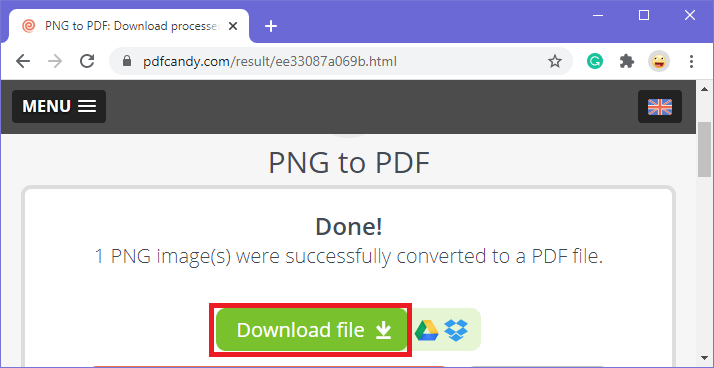 PNG to PDF: Download processe
pdfcandy.com/result/ee33087a069b.html
MENU
PNG to PDF
Done!
1 PNG image(s) were successfully converted to a PDF file.
Download file